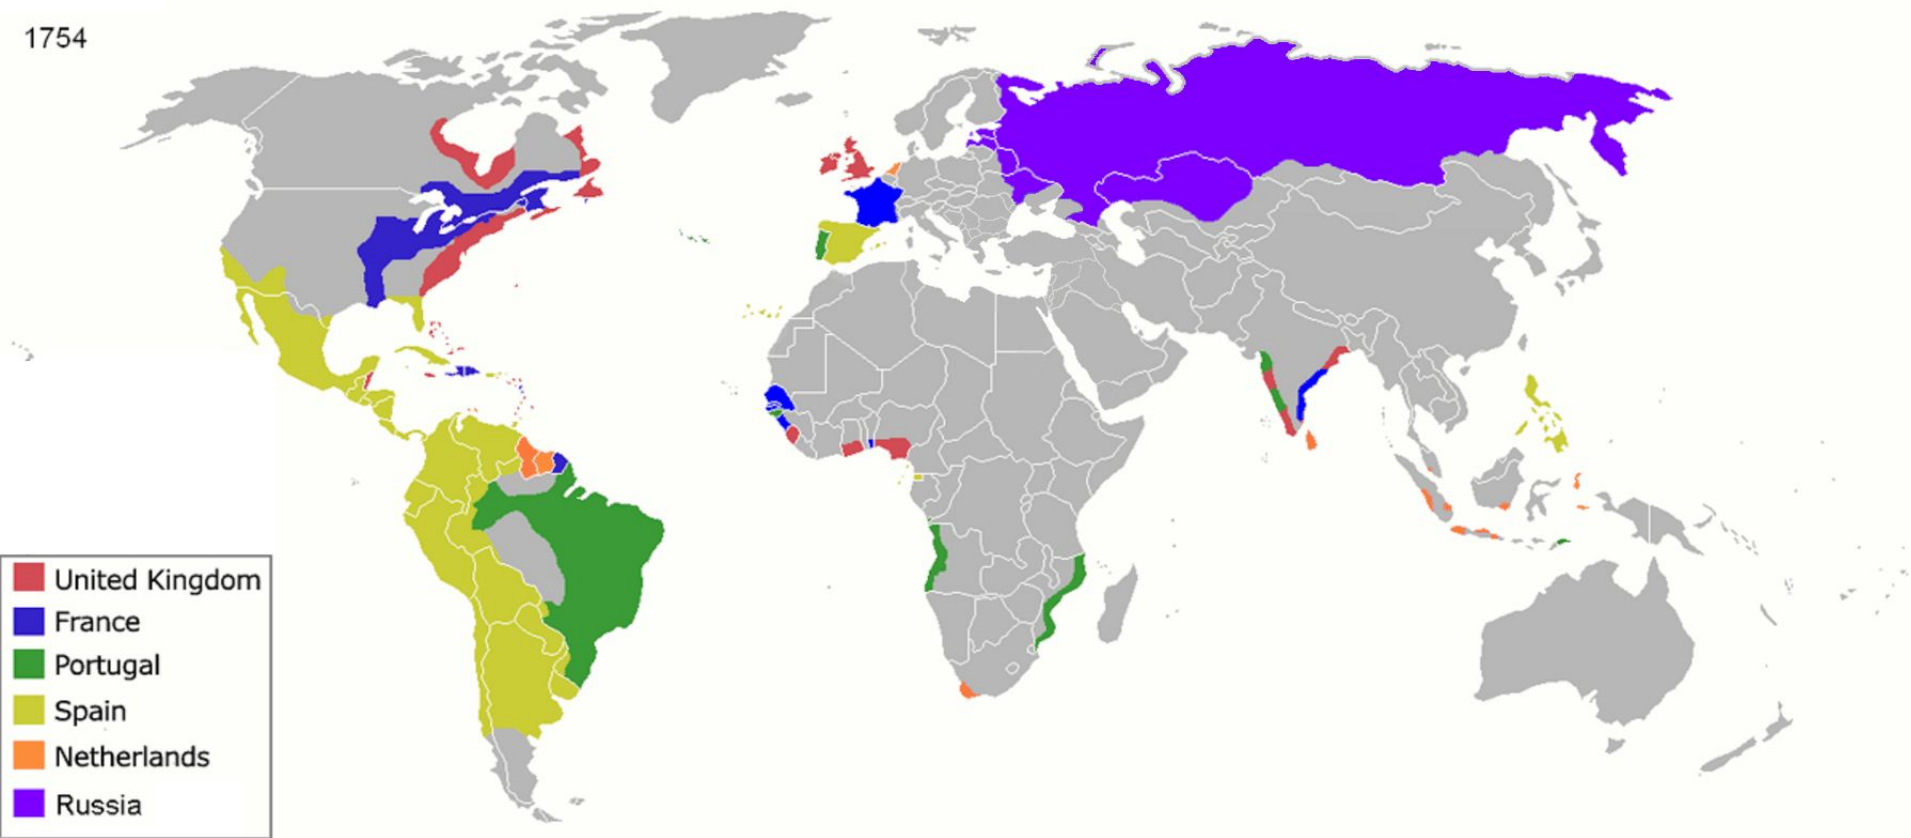 1754
United Kingdom
France
Portugal
Spain
Netherlands
Russia